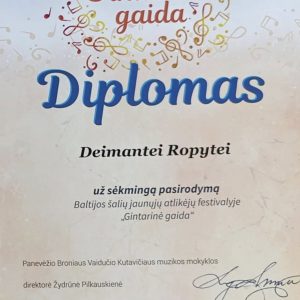 gaida
Diplomas
Deimantei Ropytei
už sėkmingą pasirodymą
Baltijos šalių jaunųjų atlikėjų festivalyje
„Gintarinė gaida“
Panevėžio Broniaus Vaidučio Kutavičiaus muzikos mokyklos
direktorė Žydrūnė Pilkauskienė